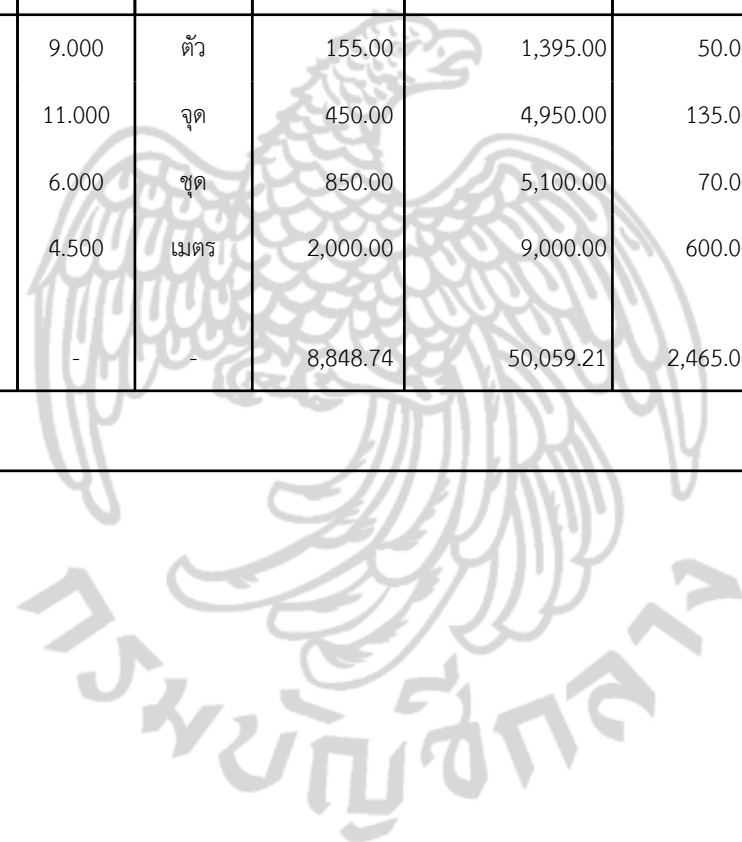 9.000 ตัว 155.00 1,395.00 50.0
11.000 จุด 450.00 4,950.00 135.0
6.000 ชุด 850.00 5,100.00 70.0
4.500 เมตร 2,000.00 9,000.00 600.0
- - 8,848.74 50,059.21 2,465.0
กรมบัญชีกลาง